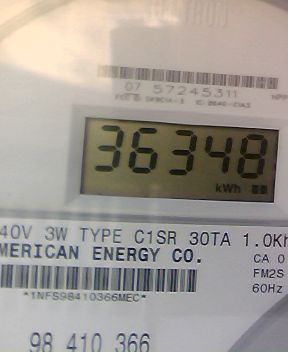 07 57245311
36348
kWh
40V 3W TYPE C1SR 30TA 1.0Kh
MERICAN ENERGY CO.
CA 0
FM2S
60Hz
*1NFS98410366MEC*
98 410 366